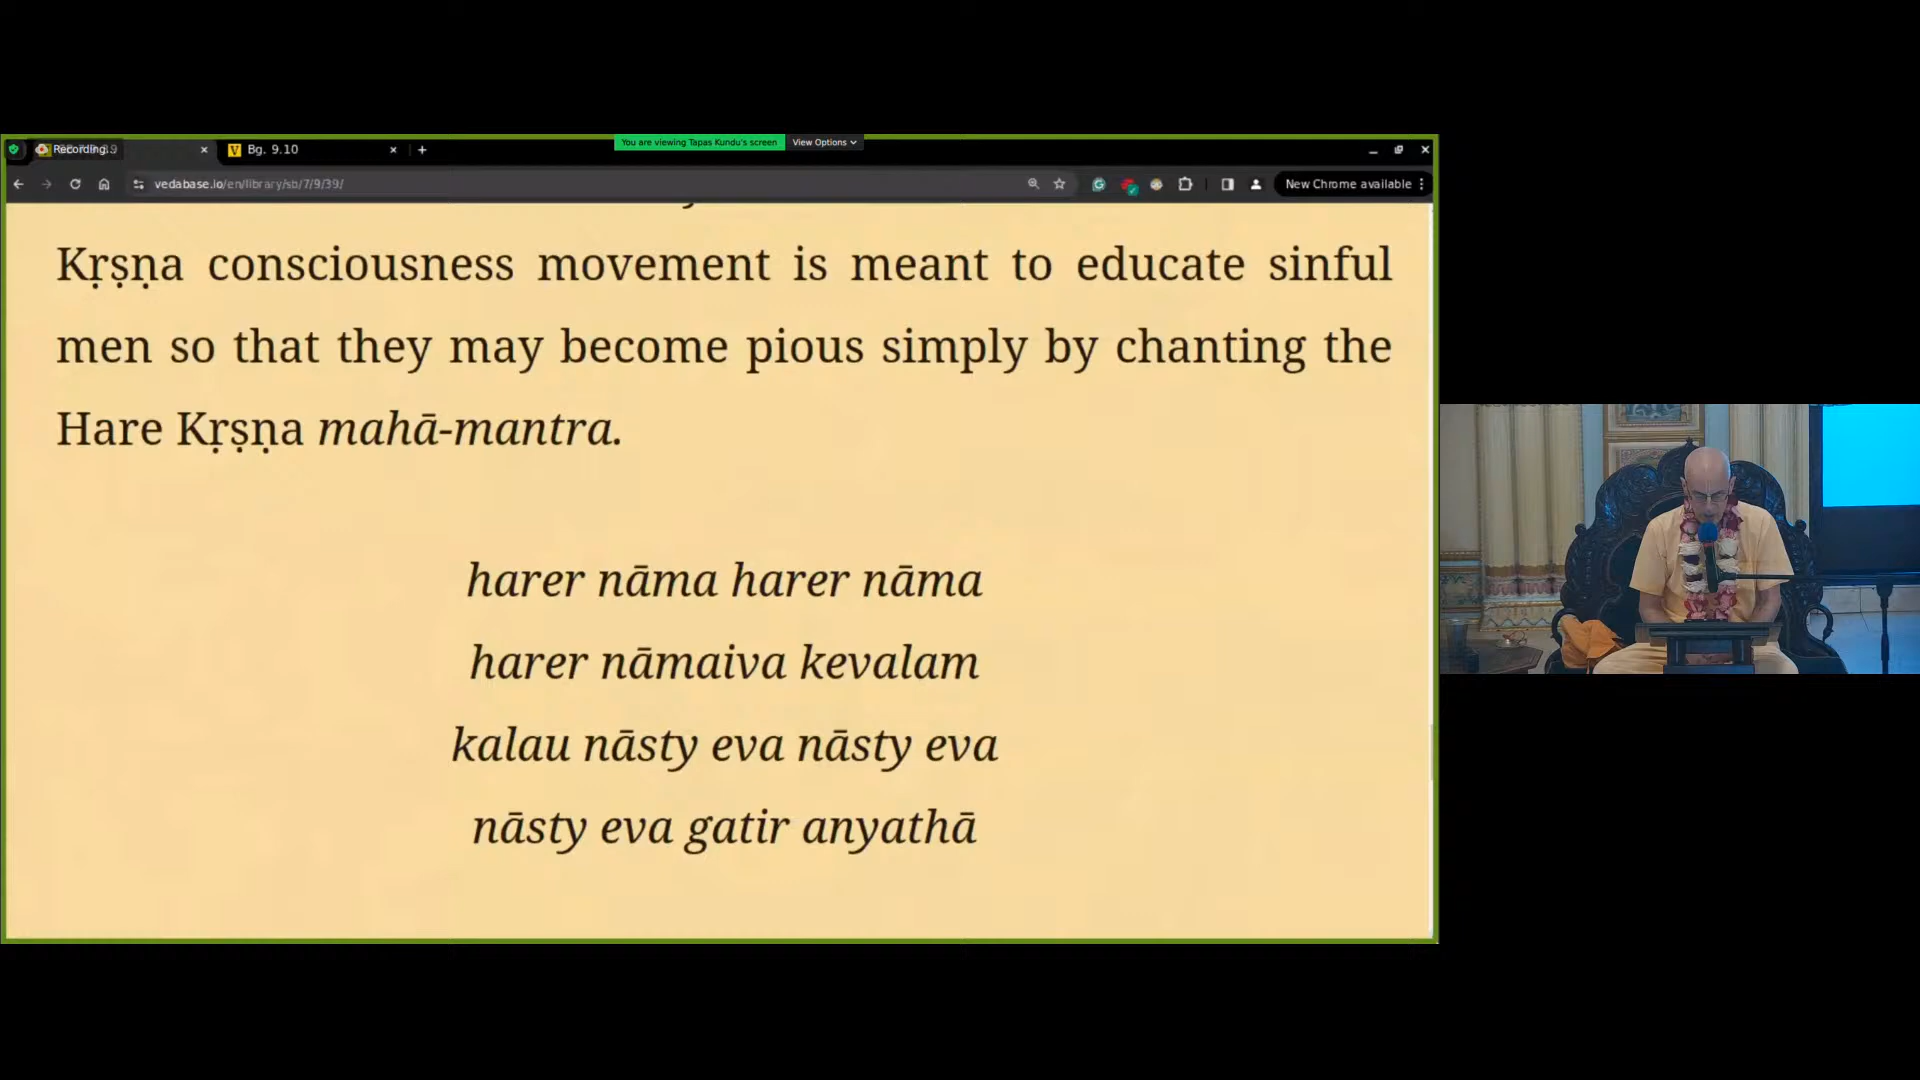 You are viewing Tapas Kundu's screen
View Options
Recording...
Bg. 9.10
vedabase.io/en/library/sb/7/9/39/
New Chrome available
Kṛṣṇa consciousness movement is meant to educate sinful
men so that they may become pious simply by chanting the
Hare Kṛṣṇa mahā-mantra.
harer nāma harer nāma
harer nāmaiva kevalam
kalau nāsty eva nāsty eva
nāsty eva gatir anyathā